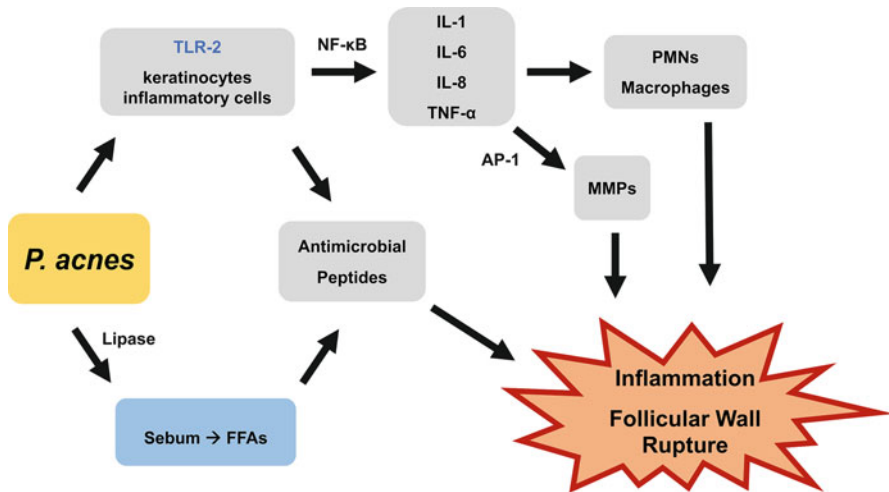 TLR-2
keratinocytes
inflammatory cells
NF-κB
IL-1
IL-6
IL-8
TNF-α
PMNs
Macrophages
AP-1
MMPs
P. acnes
Antimicrobial
Peptides
Lipase
Sebum → FFAs
Inflammation
Follicular Wall
Rupture